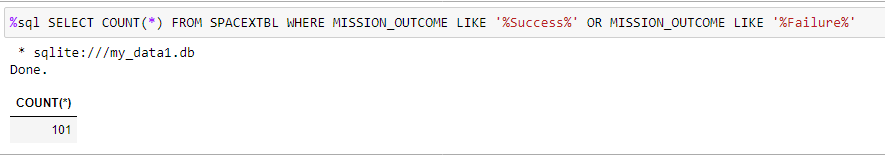 %sql SELECT COUNT(*) FROM SPACEXTBL WHERE MISSION_OUTCOME LIKE '%Success%' OR MISSION_OUTCOME LIKE '%Failure%'
* sqlite:///my_data1.db
Done.
COUNT(*)
101